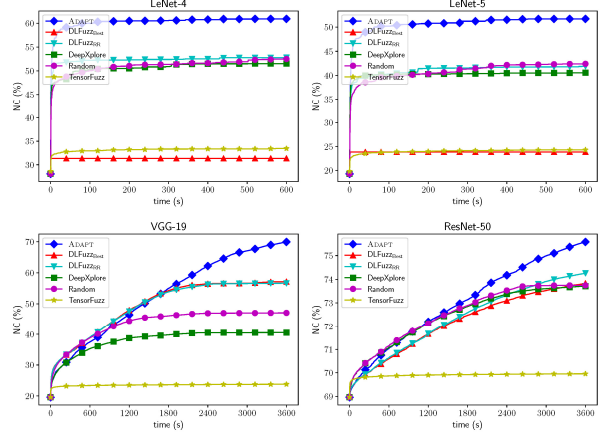 LeNet-4
NC (%)
60
55
50
45
40
35
30
ADAPT
DLFuzzBest
DLFuzzRR
DeepXplore
Random
TensorFuzz
0 100 200 300 400 500 600
time (s)
LeNet-5
NC (%)
50
45
40
35
30
25
20
ADAPT
DLFuzzBest
DLFuzzRR
DeepXplore
Random
TensorFuzz
0 100 200 300 400 500 600
time (s)
VGG-19
NC (%)
70
60
50
40
30
20
ADAPT
DLFuzzBest
DLFuzzRR
DeepXplore
Random
TensorFuzz
0 600 1200 1800 2400 3000 3600
time (s)
ResNet-50
NC (%)
76
75
74
73
72
71
70
69
ADAPT
DLFuzzBest
DLFuzzRR
DeepXplore
Random
TensorFuzz
0 600 1200 1800 2400 3000 3600
time (s)